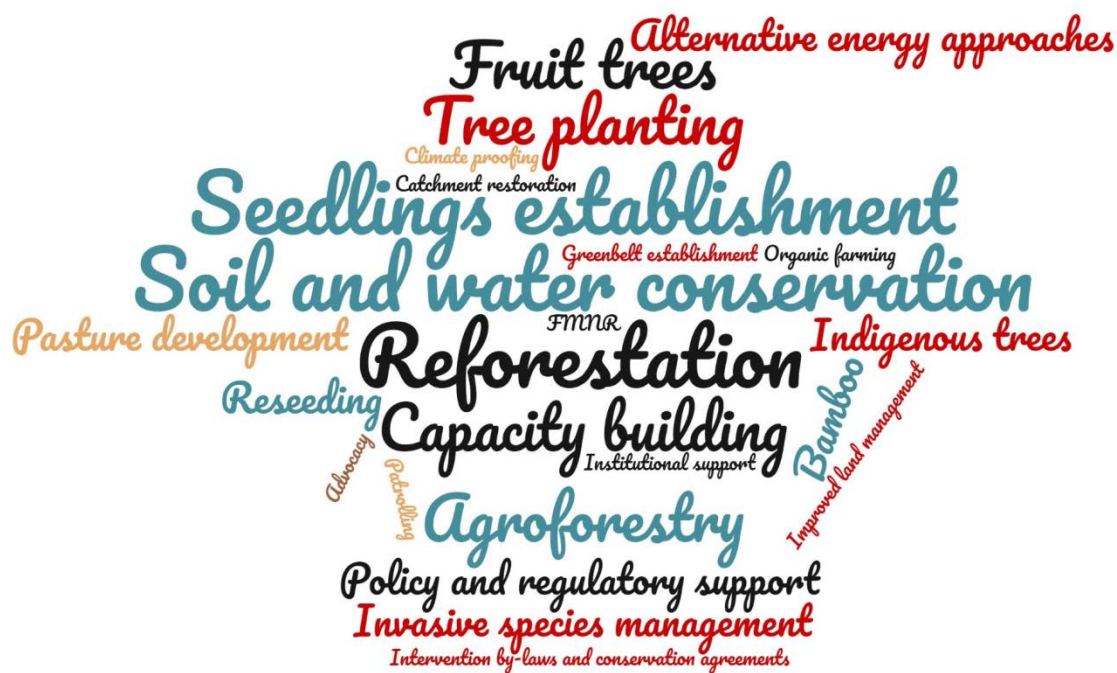 Alternative energy approaches
Fruit trees
Tree planting
Climate proofing
Catchment restoration
Seedlings establishment
Greenbelt establishment
Organic farming
Soil and water conservation
FMNR
Pasture development
Indigenous trees
Reforestation
Reseeding
Bamboo
Improved land management
Capacity building
Advocacy
Patrolling
Institutional support
Agroforestry
Policy and regulatory support
Invasive species management
Intervention by-laws and conservation agreements